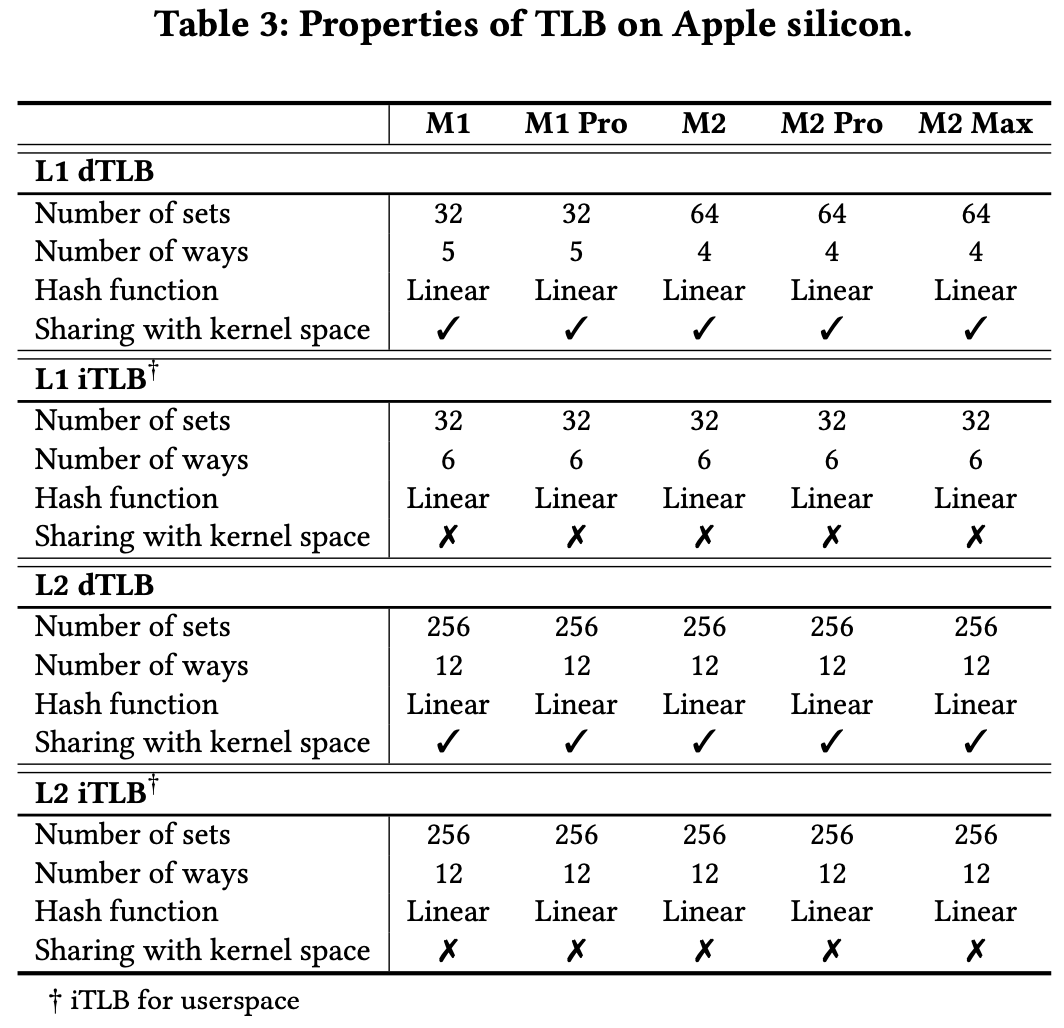 Table 3: Properties of TLB on Apple silicon.
M1 M1 Pro M2 M2 Pro M2 Max
L1 dTLB
Number of sets 32 32 64 64 64
Number of ways 5 5 4 4 4
Hash function Linear Linear Linear Linear Linear
Sharing with kernel space ✓ ✓ ✓ ✓ ✓
L1 iTLB†
Number of sets 32 32 32 32 32
Number of ways 6 6 6 6 6
Hash function Linear Linear Linear Linear Linear
Sharing with kernel space ✗ ✗ ✗ ✗ ✗
L2 dTLB
Number of sets 256 256 256 256 256
Number of ways 12 12 12 12 12
Hash function Linear Linear Linear Linear Linear
Sharing with kernel space ✓ ✓ ✓ ✓ ✓
L2 iTLB†
Number of sets 256 256 256 256 256
Number of ways 12 12 12 12 12
Hash function Linear Linear Linear Linear Linear
Sharing with kernel space ✗ ✗ ✗ ✗ ✗
† iTLB for userspace